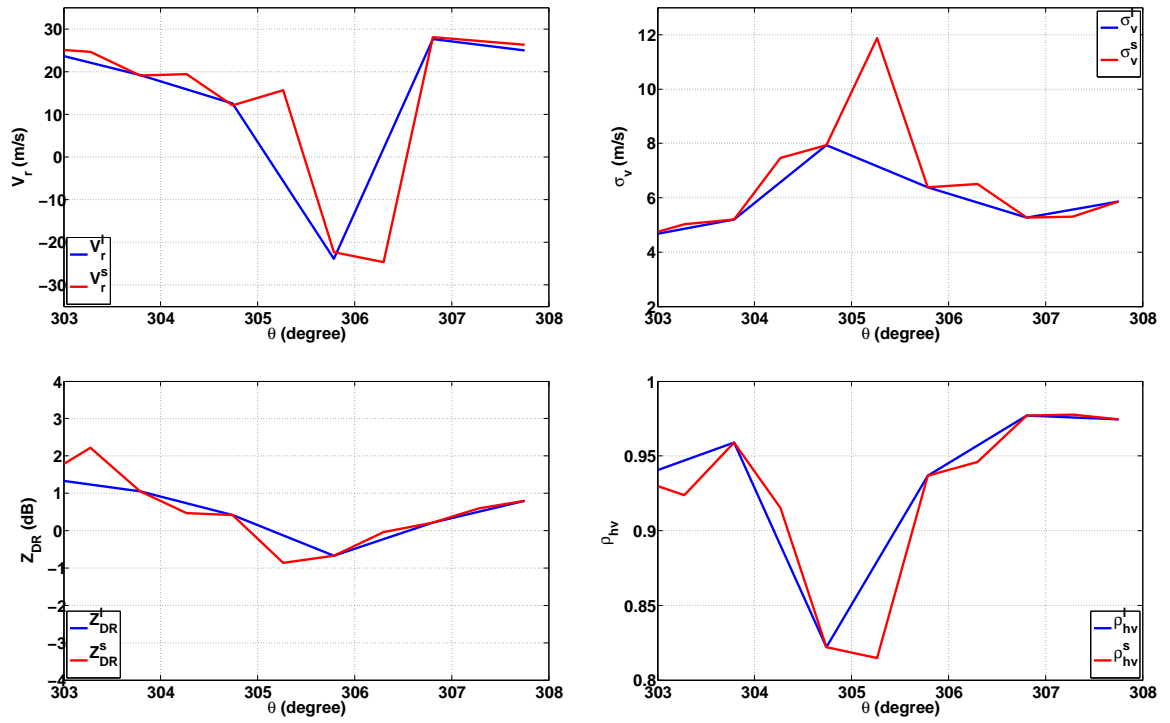 30
20
10
0
−10
−20
−30
V_r (m/s)
V_r^l
V_r^s
303 304 305 306 307 308
θ (degree)
12
10
8
6
4
2
σ_v (m/s)
σ_v^l
σ_v^s
303 304 305 306 307 308
θ (degree)
4
3
2
1
0
−1
−2
−3
−4
Z_DR (dB)
Z_DR^l
Z_DR^s
303 304 305 306 307 308
θ (degree)
1
0.95
0.9
0.85
0.8
ρ_hv
ρ_hv^l
ρ_hv^s
303 304 305 306 307 308
θ (degree)